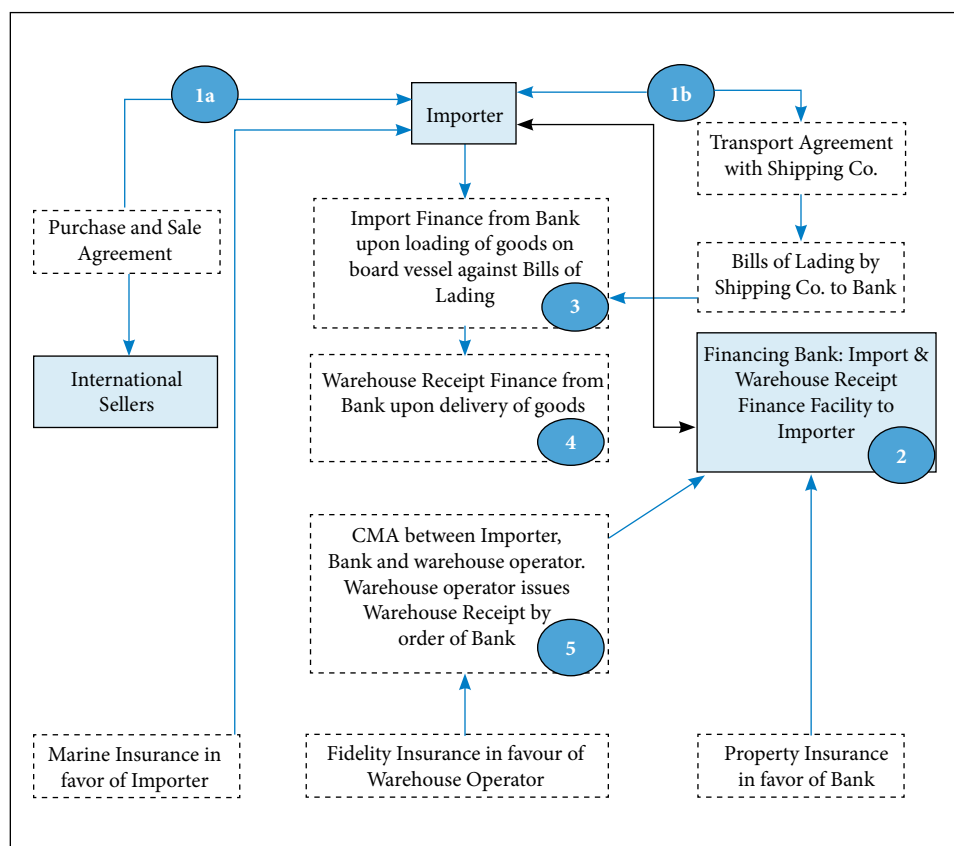 1a
1b
Importer
Transport Agreement
with Shipping Co.
Purchase and Sale
Agreement
Import Finance from Bank
upon loading of goods on
board vessel against Bills of
Lading
3
Bills of Lading by
Shipping Co. to Bank
International
Sellers
Warehouse Receipt Finance from
Bank upon delivery of goods
4
Financing Bank: Import &
Warehouse Receipt
Finance Facility to
Importer
2
CMA between Importer,
Bank and warehouse operator.
Warehouse operator issues
Warehouse Receipt by
order of Bank
5
Marine Insurance in
favor of Importer
Fidelity Insurance in favour of
Warehouse Operator
Property Insurance
in favor of Bank